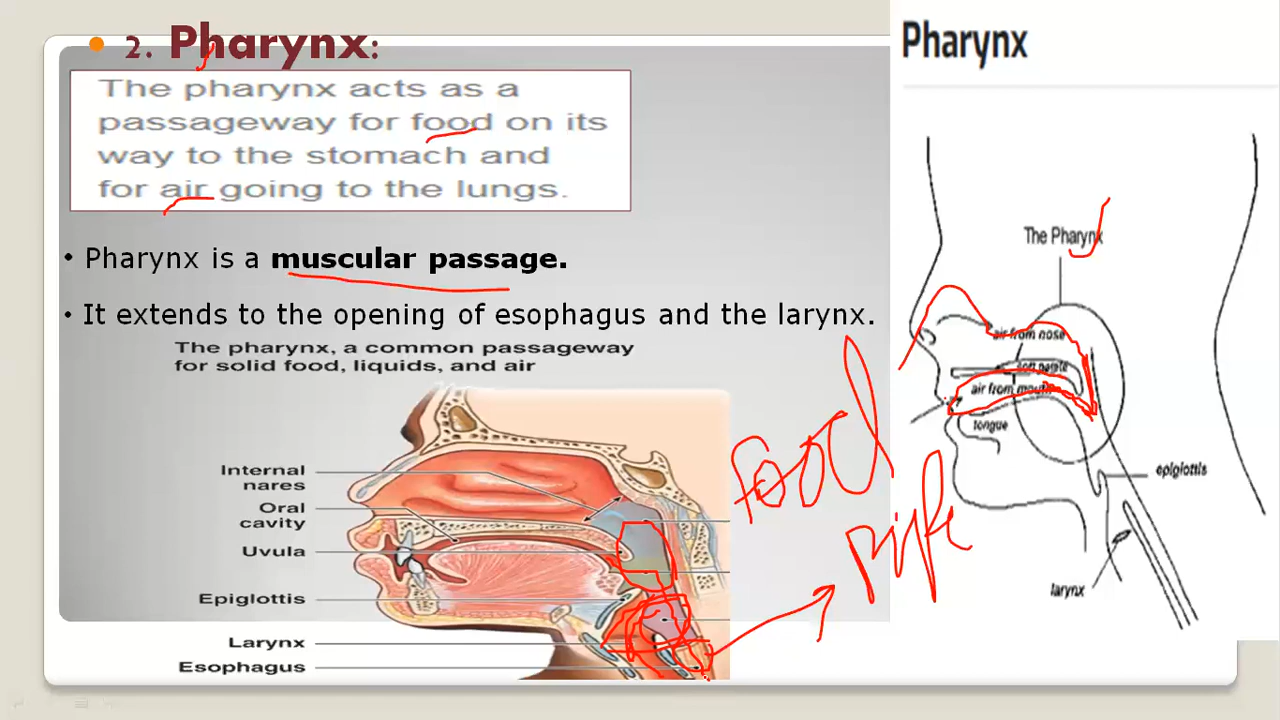 2. Pharynx:
The pharynx acts as a
passageway for food on its
way to the stomach and
for air going to the lungs.
• Pharynx is a muscular passage.
• It extends to the opening of esophagus and the larynx.
The pharynx, a common passageway
for solid food, liquids, and air
Internal
nares
Oral
cavity
Uvula
Epiglottis
Larynx
Esophagus
Food
Pipe
Pharynx
The Pharynx
air from nose
soft palate
air from mouth
tongue
epiglottis
larynx